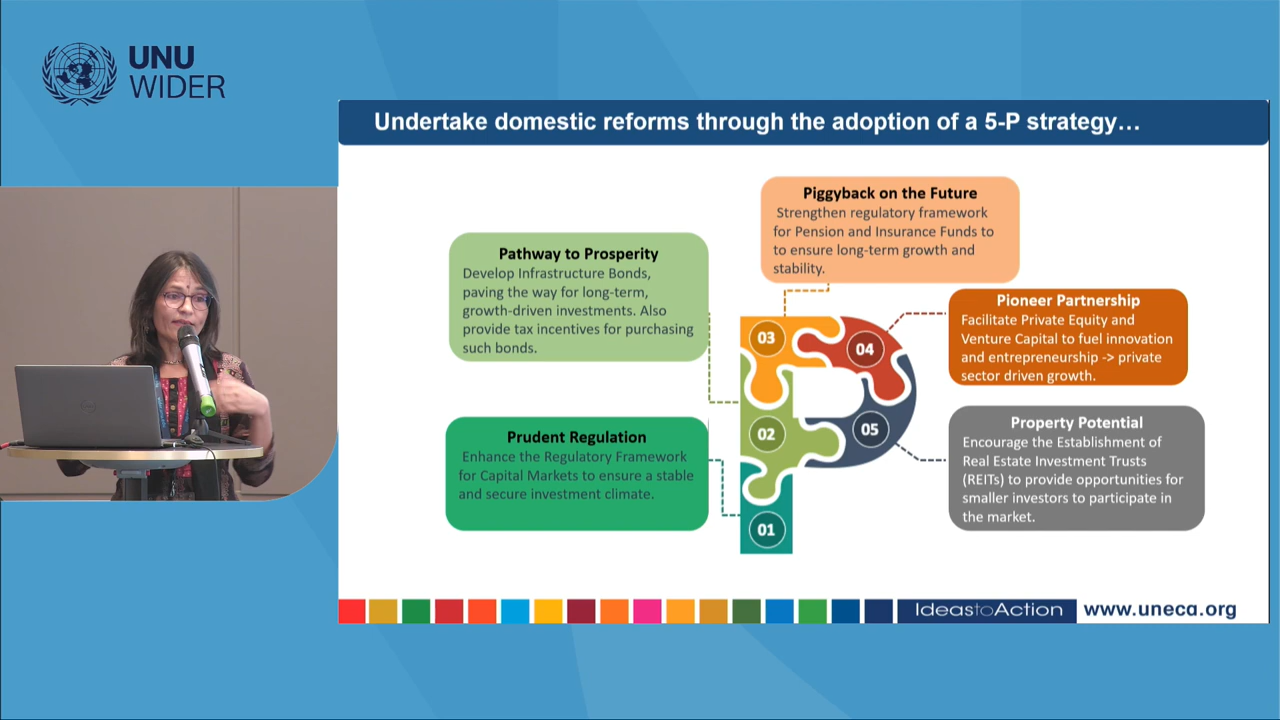 UNU
WIDER
Undertake domestic reforms through the adoption of a 5-P strategy…
Piggyback on the Future
Strengthen regulatory framework
for Pension and Insurance Funds to
to ensure long-term growth and
stability.
Pathway to Prosperity
Develop Infrastructure Bonds,
paving the way for long-term,
growth-driven investments. Also
provide tax incentives for purchasing
such bonds.
Pioneer Partnership
Facilitate Private Equity and
Venture Capital to fuel innovation
and entrepreneurship -> private
sector driven growth.
Prudent Regulation
Enhance the Regulatory Framework
for Capital Markets to ensure a stable
and secure investment climate.
Property Potential
Encourage the Establishment of
Real Estate Investment Trusts
(REITs) to provide opportunities for
smaller investors to participate in
the market.
03
04
02
05
01
IdeastoAction
www.uneca.org